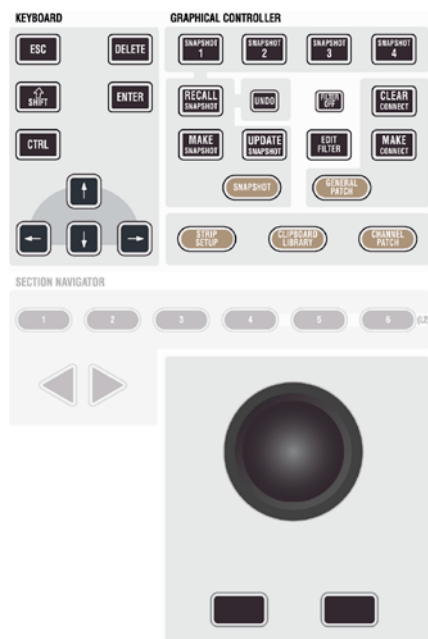 KEYBOARD
GRAPHICAL CONTROLLER
ESC
DELETE
SNAPSHOT
1
SNAPSHOT
2
SNAPSHOT
3
SNAPSHOT
4
SHIFT
ENTER
RECALL
SNAPSHOT
UNDO
FILTER
OFF
CLEAR
CONNECT
CTRL
MAKE
SNAPSHOT
UPDATE
SNAPSHOT
EDIT
FILTER
MAKE
CONNECT
SNAPSHOT
GENERAL
PATCH
STRIP
SETUP
CLIPBOARD
LIBRARY
CHANNEL
PATCH
SECTION NAVIGATOR
1
2
3
4
5
6